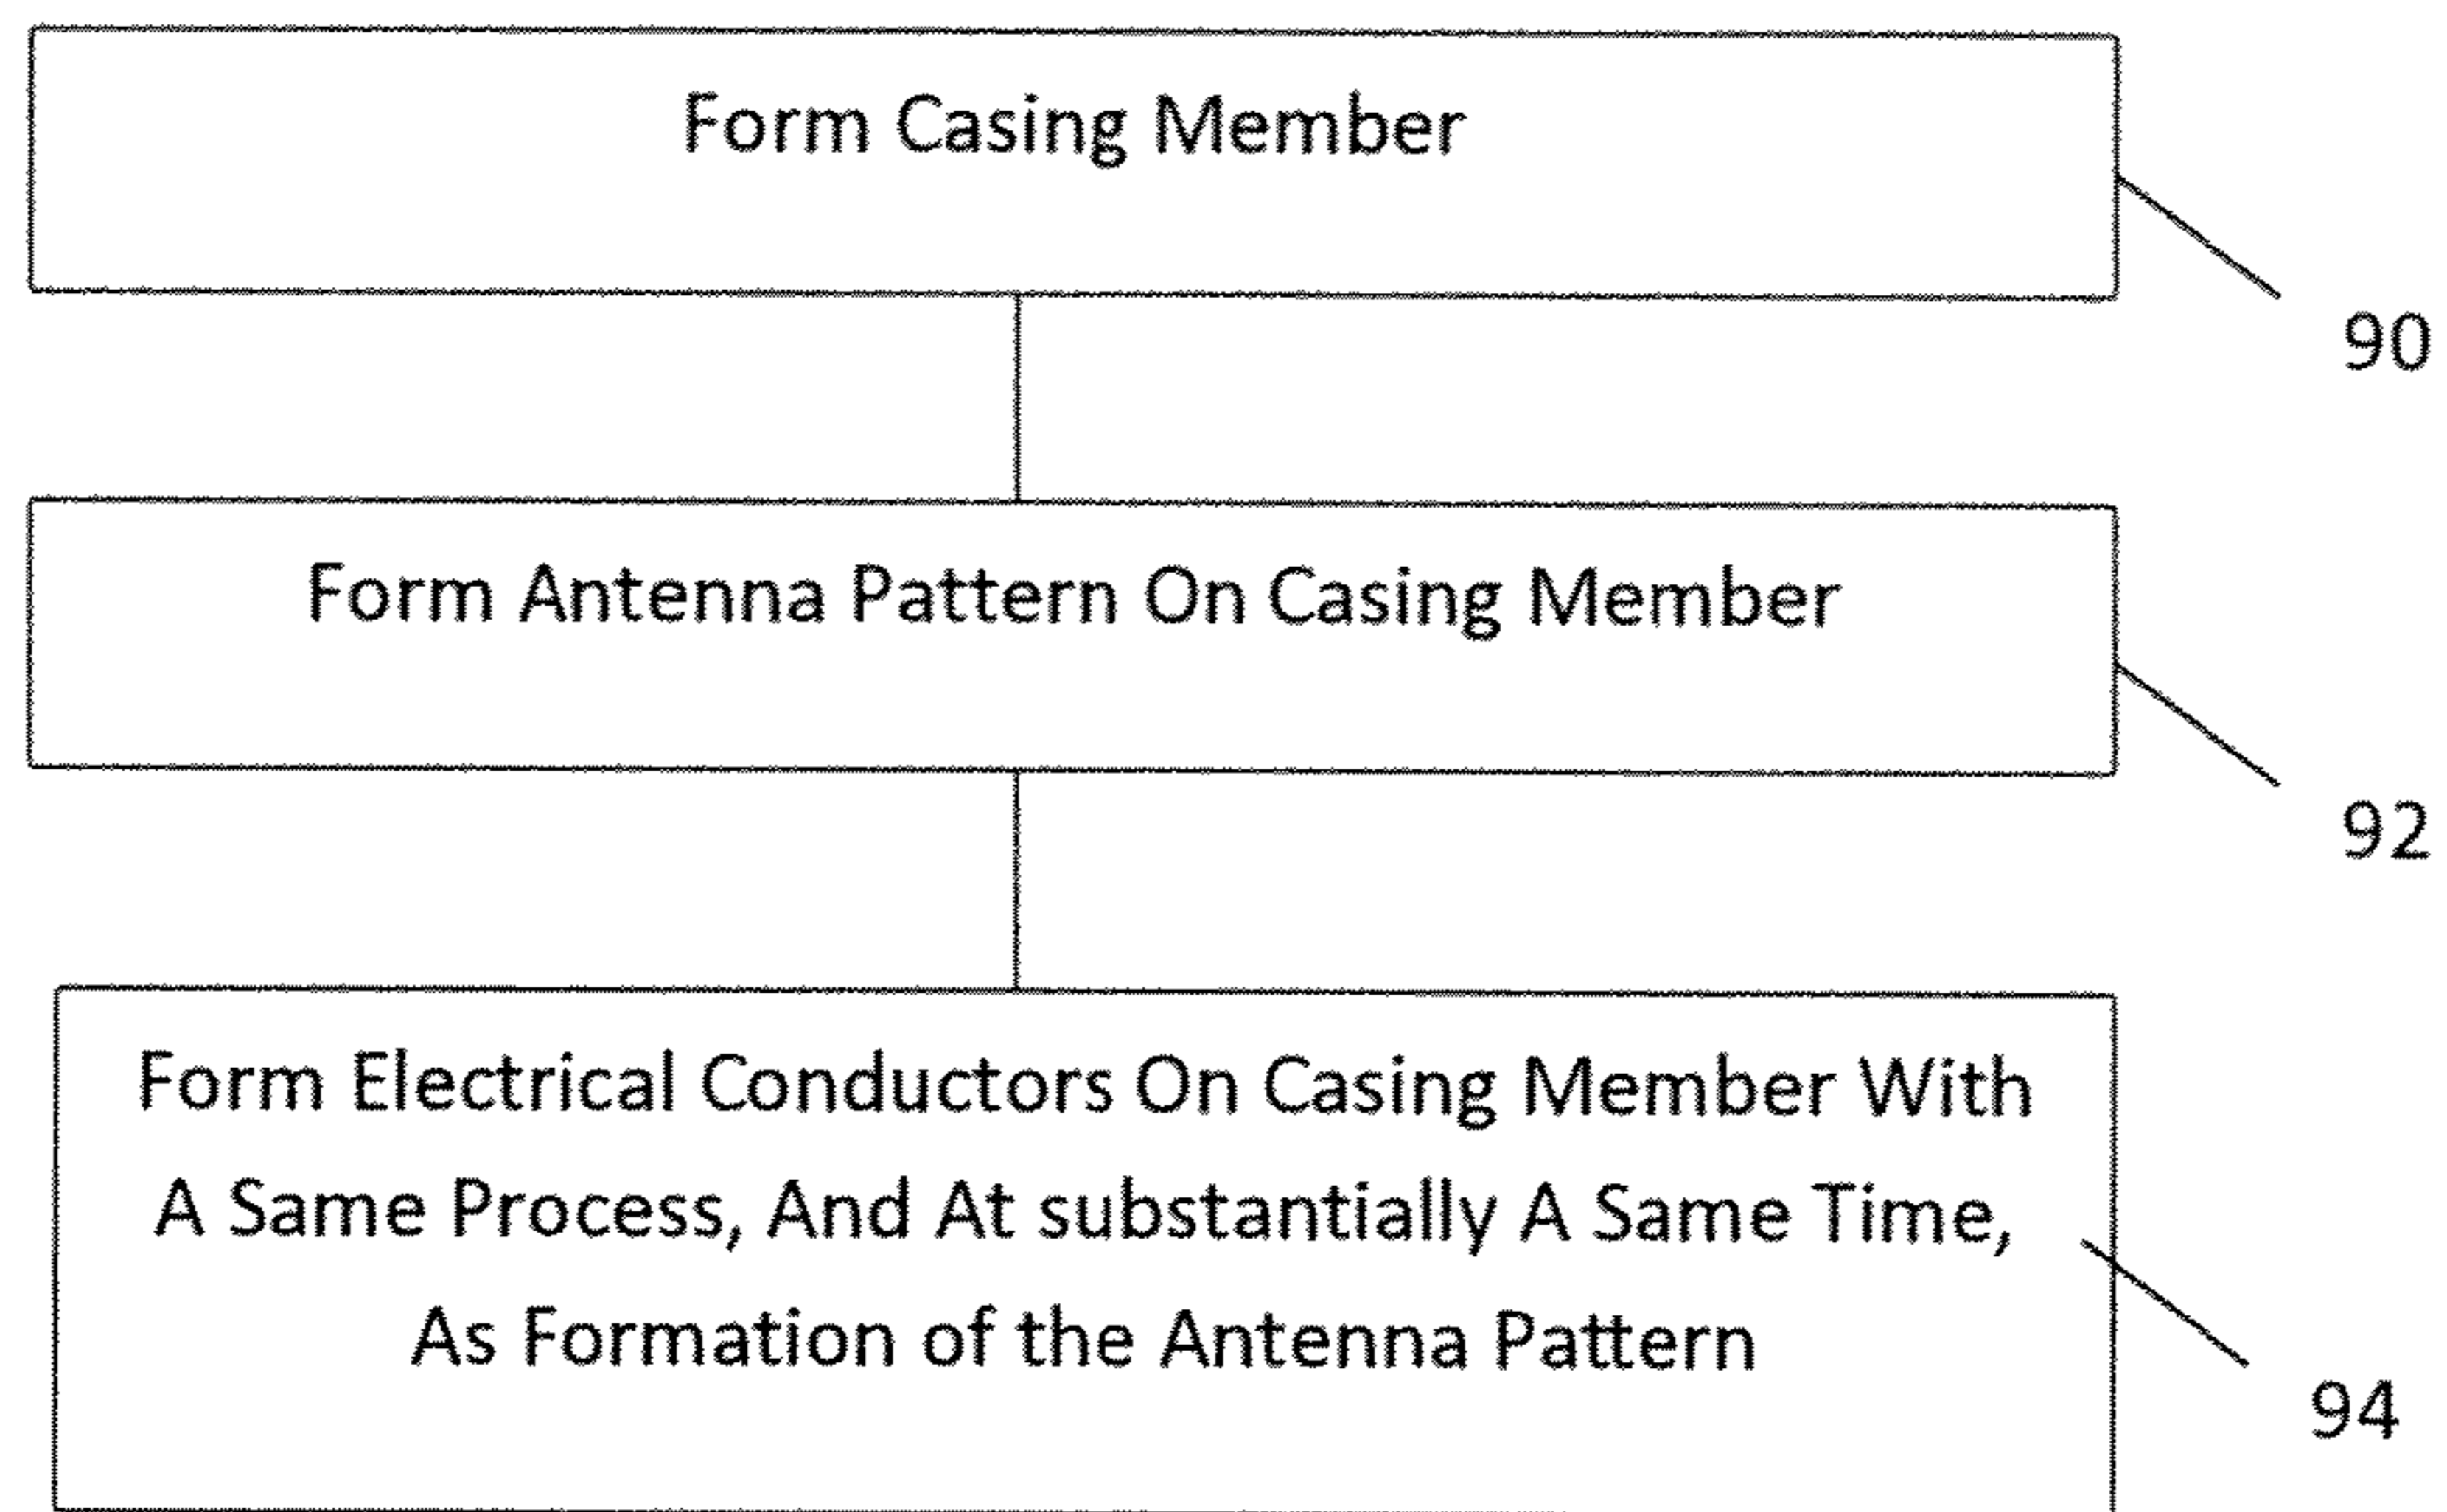 Form Casing Member
90
Form Antenna Pattern On Casing Member
92
Form Electrical Conductors On Casing Member With
A Same Process, And At substantially A Same Time,
As Formation of the Antenna Pattern
94